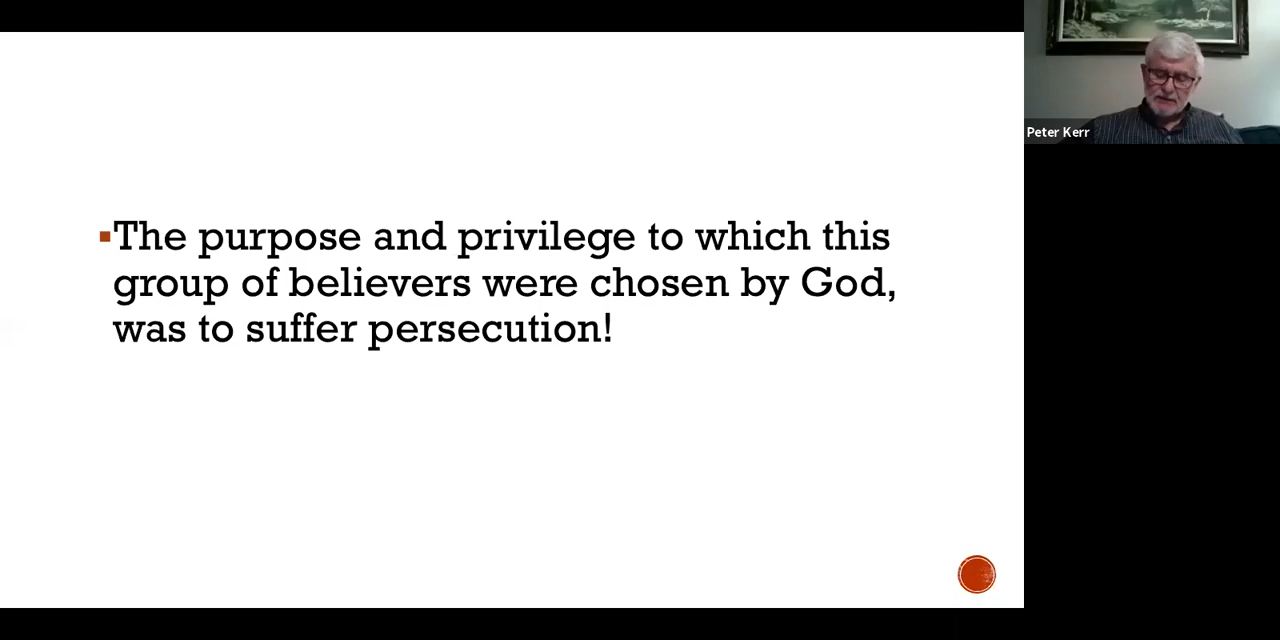 ▪The purpose and privilege to which this
group of believers were chosen by God,
was to suffer persecution!
Peter Kerr